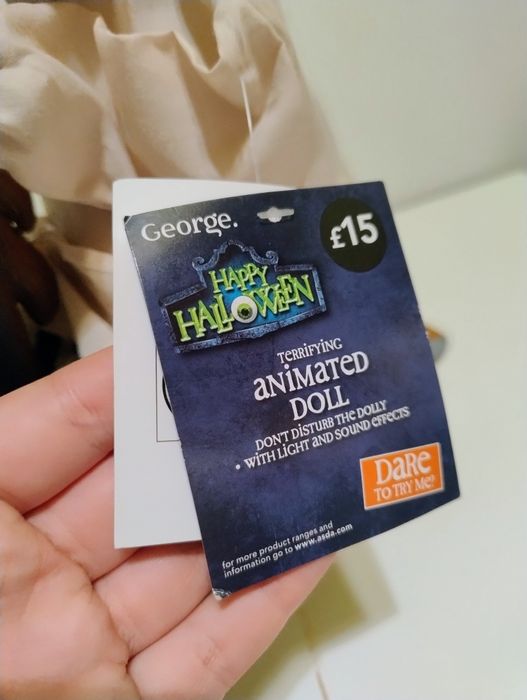 George.
£15
HAPPY
HALLOWEEN
TERRIFYING
ANIMATED
DOLL
DON'T DISTURB THE DOLLY
• WITH LIGHT AND SOUND EFFECTS
DARE
TO TRY ME?
for more product ranges and
information go to www.asda.com